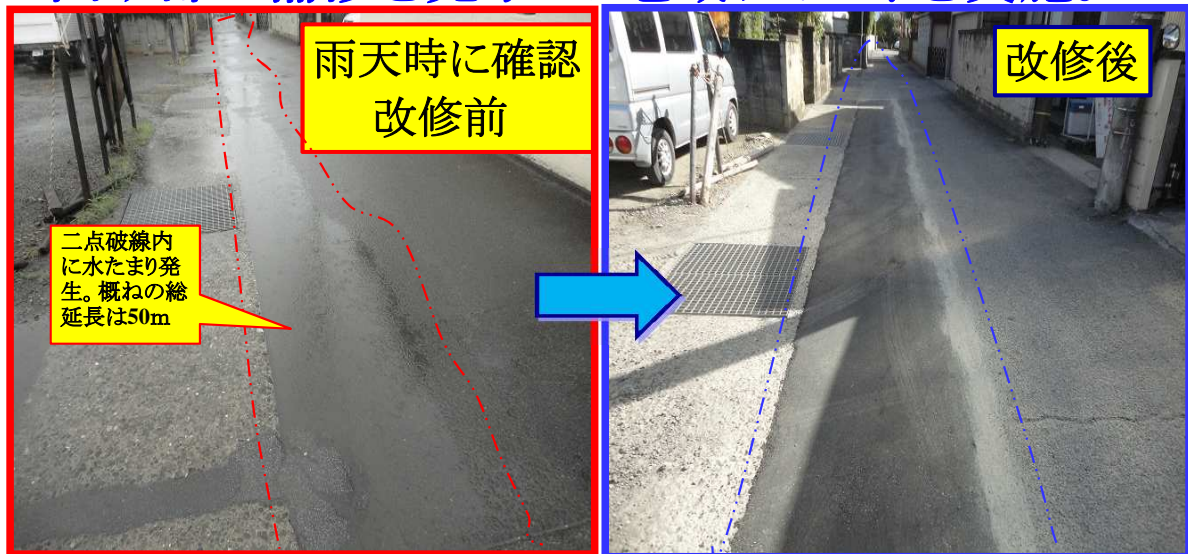 雨天時に確認
改修前
改修後
二点破線内
に水たまり発
生。概ねの総
延長は50m